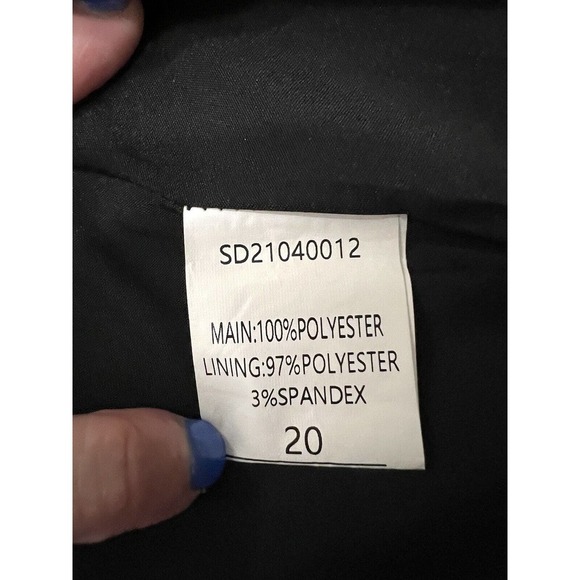 SD21040012
MAIN:100%POLYESTER
LINING:97%POLYESTER
3%SPANDEX
20